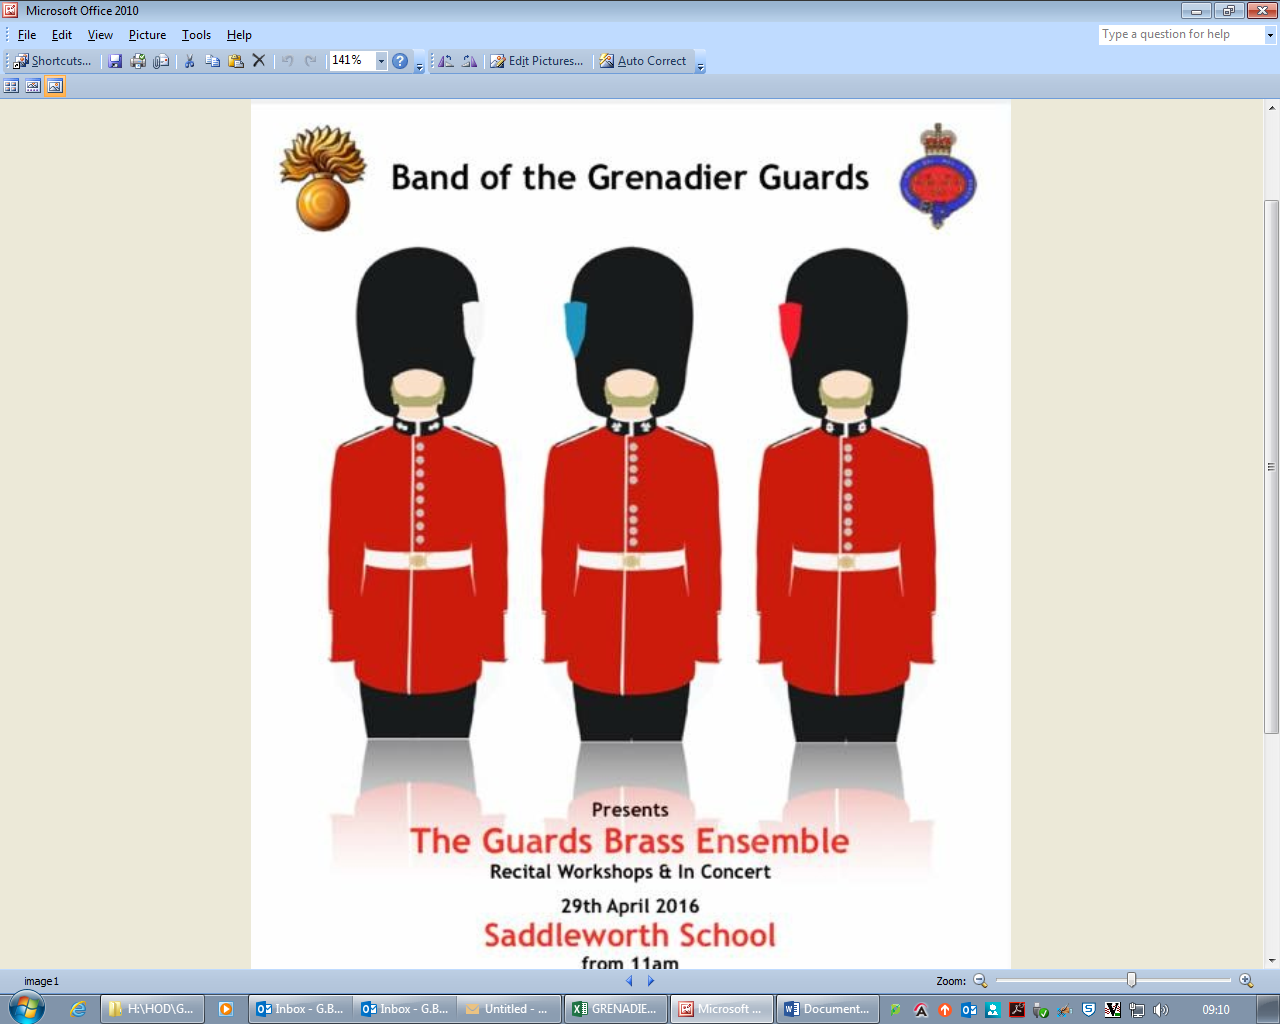 Microsoft Office 2010
File Edit View Picture Tools Help
Type a question for help
Shortcuts... 141% Edit Pictures... Auto Correct
Band of the Grenadier Guards
Presents
The Guards Brass Ensemble
Recital Workshops & In Concert
29th April 2016
Saddleworth School
from 11am
image1
Zoom:
H:\HOD\G... Inbox - G.B... Inbox - G.B... Untitled - ... GRENADIE... Microsoft ... Document... 09:10